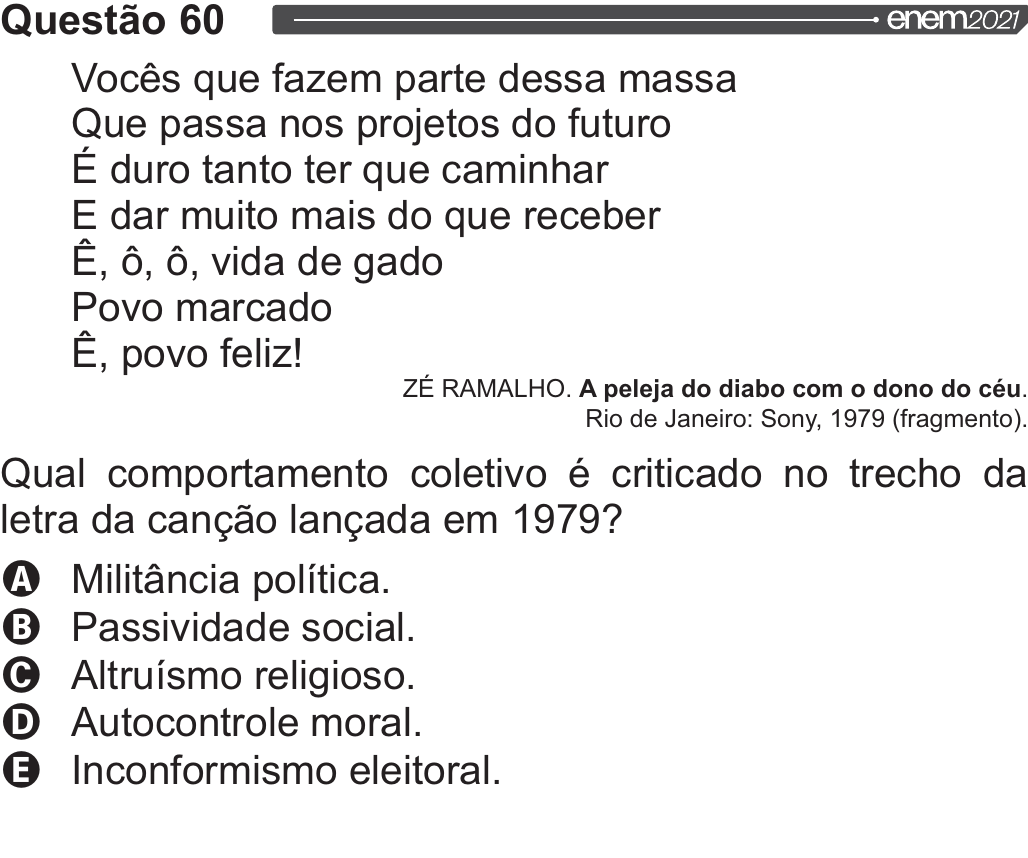 Questão 60
enem2021
Vocês que fazem parte dessa massa
Que passa nos projetos do futuro
É duro tanto ter que caminhar
E dar muito mais do que receber
Ê, ô, ô, vida de gado
Povo marcado
Ê, povo feliz!
ZÉ RAMALHO. A peleja do diabo com o dono do céu.
Rio de Janeiro: Sony, 1979 (fragmento).
Qual comportamento coletivo é criticado no trecho da
letra da canção lançada em 1979?
A Militância política.
B Passividade social.
C Altruísmo religioso.
D Autocontrole moral.
E Inconformismo eleitoral.